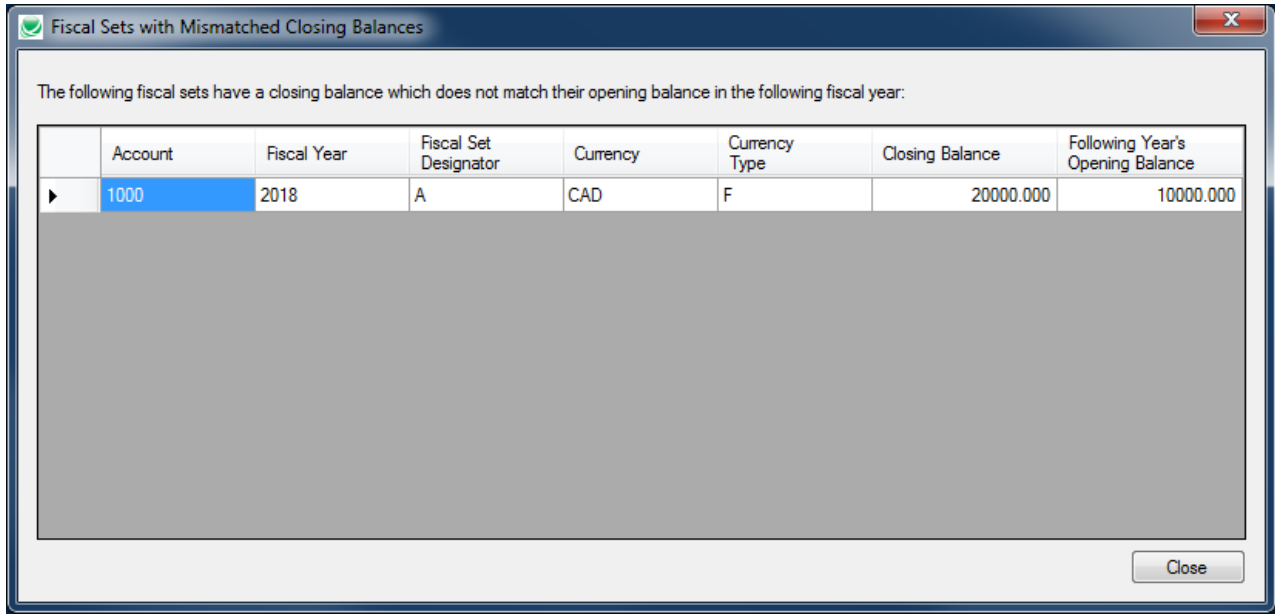 Fiscal Sets with Mismatched Closing Balances
The following fiscal sets have a closing balance which does not match their opening balance in the following fiscal year:
Account Fiscal Year Fiscal Set Designator Currency Currency Type Closing Balance Following Year's Opening Balance
1000 2018 A CAD F 20000.000 10000.000
Close